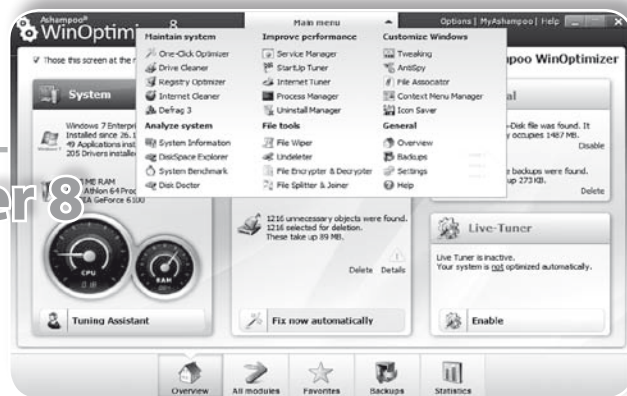 Ashampoo®
WinOptimi
8
Main menu
Options | MyAshampoo | Help
Maintain system
One-Click Optimizer
Drive Cleaner
Registry Optimizer
Internet Cleaner
Defrag 3
Analyze system
System Information
DiskSpace Explorer
System Benchmark
Disk Doctor
Improve performance
Service Manager
StartUp Tuner
Internet Tuner
Process Manager
Uninstall Manager
File tools
File Wiper
Undeleter
File Encrypter & Decrypter
File Splitter & Joiner
Customize Windows
Tweaking
AntiSpy
File Associator
Context Menu Manager
Icon Saver
General
Overview
Backups
Settings
Help
poo WinOptimizer
System
Windows 7 Enterpri
Installed since 26.1
49 Applications inst
205 Drivers installe
MB RAM
Athlon 64 Proc
GeForce 6100
er 8
CPU
RAM
Tuning Assistant
1216 unnecessary objects were found.
1216 selected for deletion.
These take up 89 MB.
Delete Details
Fix now automatically
al
-Disk file was found. It
occupies 1487 MB.
Disable
backups were found.
up 273 KB.
Delete
Live-Tuner
Live Tuner is inactive.
Your system is not optimized automatically.
Enable
Overview
All modules
Favorites
Backups
Statistics